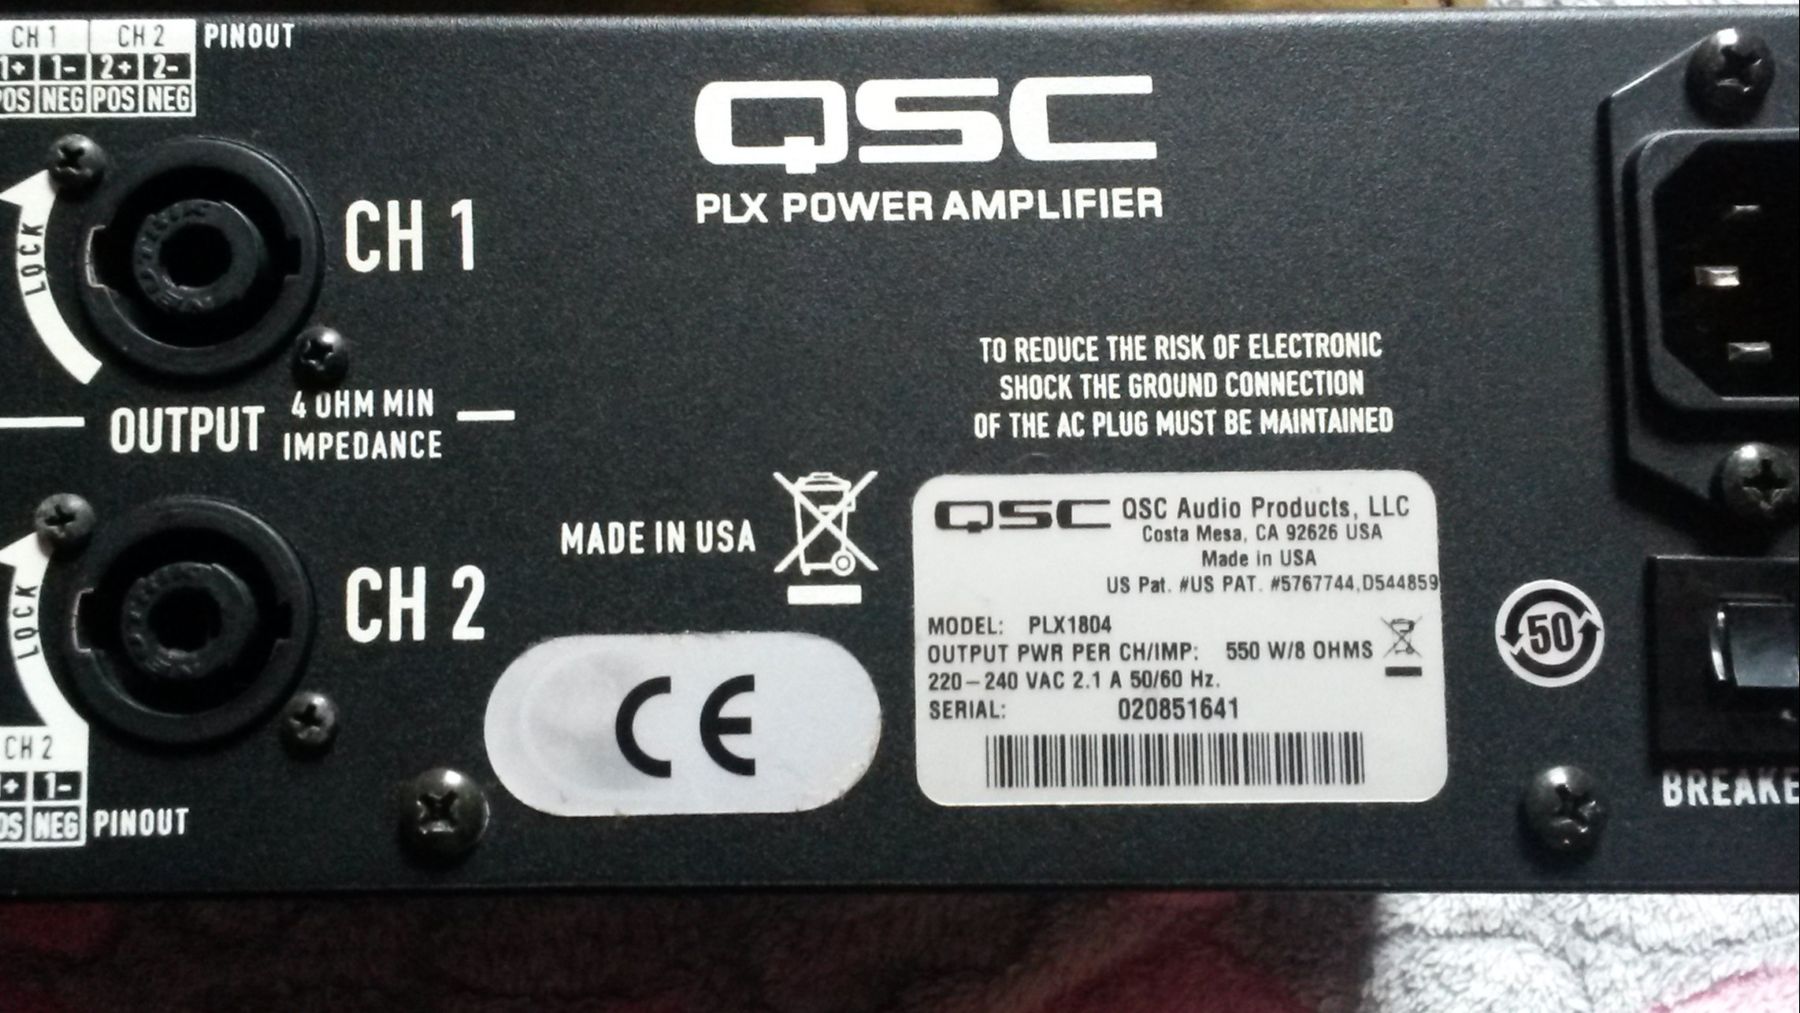 CH 1 CH 2 PINOUT
1+ 1- 2+ 2-
POS NEG POS NEG
QSC
PLX POWER AMPLIFIER
LOCK
CH 1
TO REDUCE THE RISK OF ELECTRONIC
SHOCK THE GROUND CONNECTION
OF THE AC PLUG MUST BE MAINTAINED
OUTPUT 4 OHM MIN
IMPEDANCE
MADE IN USA
QSC QSC Audio Products, LLC
Costa Mesa, CA 92626 USA
Made in USA
US Pat. #US PAT. #5767744,D544859
MODEL: PLX1804
OUTPUT PWR PER CH/IMP: 550 W/8 OHMS
220-240 VAC 2.1 A 50/60 Hz.
SERIAL: 020851641
LOCK
CH 2
50
CE
CH 2
1+ 1-
POS NEG PINOUT
BREAKE